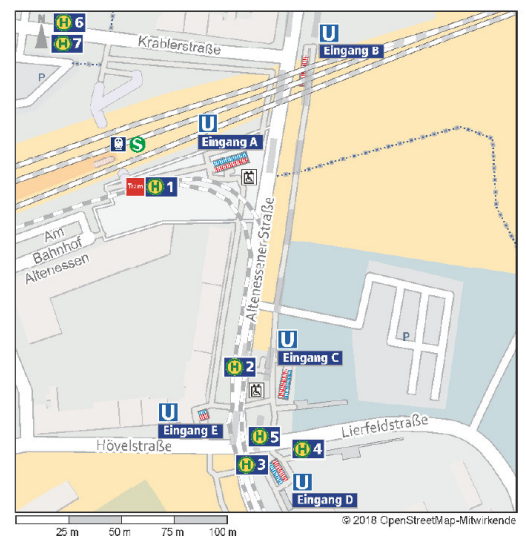 H 6
H 7
Krablerstraße
P
U
Eingang B
U
Eingang A
S
Tram H 1
Am
Bahnhof
Altenessen
Altenessener Straße
P
U
Eingang C
H 2
U
Eingang E
H 5
Lierfeldstraße
Hövelstraße
H 4
H 3
U
Eingang D
© 2018 OpenStreetMap-Mitwirkende
25 m 50 m 75 m 100 m